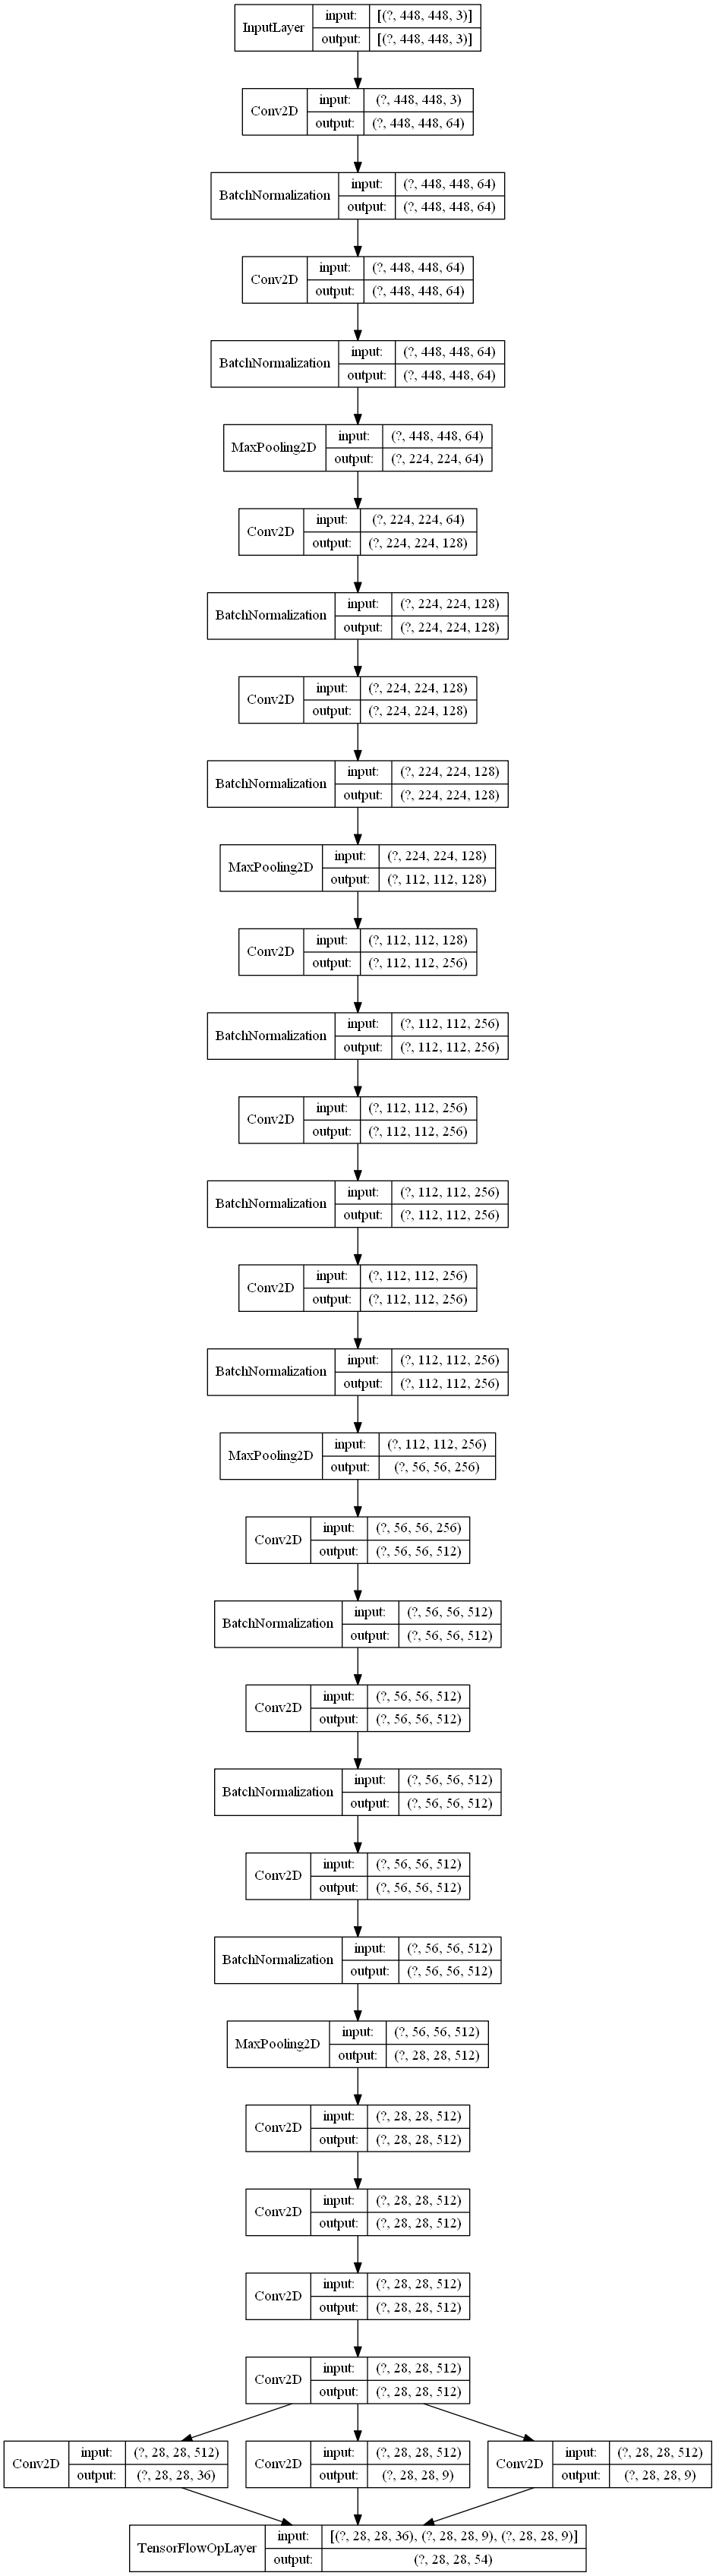 InputLayer input: [(?, 448, 448, 3)]
output: [(?, 448, 448, 3)]
Conv2D input: (?, 448, 448, 3)
output: (?, 448, 448, 64)
BatchNormalization input: (?, 448, 448, 64)
output: (?, 448, 448, 64)
Conv2D input: (?, 448, 448, 64)
output: (?, 448, 448, 64)
BatchNormalization input: (?, 448, 448, 64)
output: (?, 448, 448, 64)
MaxPooling2D input: (?, 448, 448, 64)
output: (?, 224, 224, 64)
Conv2D input: (?, 224, 224, 64)
output: (?, 224, 224, 128)
BatchNormalization input: (?, 224, 224, 128)
output: (?, 224, 224, 128)
Conv2D input: (?, 224, 224, 128)
output: (?, 224, 224, 128)
BatchNormalization input: (?, 224, 224, 128)
output: (?, 224, 224, 128)
MaxPooling2D input: (?, 224, 224, 128)
output: (?, 112, 112, 128)
Conv2D input: (?, 112, 112, 128)
output: (?, 112, 112, 256)
BatchNormalization input: (?, 112, 112, 256)
output: (?, 112, 112, 256)
Conv2D input: (?, 112, 112, 256)
output: (?, 112, 112, 256)
BatchNormalization input: (?, 112, 112, 256)
output: (?, 112, 112, 256)
Conv2D input: (?, 112, 112, 256)
output: (?, 112, 112, 256)
BatchNormalization input: (?, 112, 112, 256)
output: (?, 112, 112, 256)
MaxPooling2D input: (?, 112, 112, 256)
output: (?, 56, 56, 256)
Conv2D input: (?, 56, 56, 256)
output: (?, 56, 56, 512)
BatchNormalization input: (?, 56, 56, 512)
output: (?, 56, 56, 512)
Conv2D input: (?, 56, 56, 512)
output: (?, 56, 56, 512)
BatchNormalization input: (?, 56, 56, 512)
output: (?, 56, 56, 512)
Conv2D input: (?, 56, 56, 512)
output: (?, 56, 56, 512)
BatchNormalization input: (?, 56, 56, 512)
output: (?, 56, 56, 512)
MaxPooling2D input: (?, 56, 56, 512)
output: (?, 28, 28, 512)
Conv2D input: (?, 28, 28, 512)
output: (?, 28, 28, 512)
Conv2D input: (?, 28, 28, 512)
output: (?, 28, 28, 512)
Conv2D input: (?, 28, 28, 512)
output: (?, 28, 28, 512)
Conv2D input: (?, 28, 28, 512)
output: (?, 28, 28, 512)
Conv2D input: (?, 28, 28, 512)
output: (?, 28, 28, 36)
Conv2D input: (?, 28, 28, 512)
output: (?, 28, 28, 9)
Conv2D input: (?, 28, 28, 512)
output: (?, 28, 28, 9)
TensorFlowOpLayer input: [(?, 28, 28, 36), (?, 28, 28, 9), (?, 28, 28, 9)]
output: (?, 28, 28, 54)